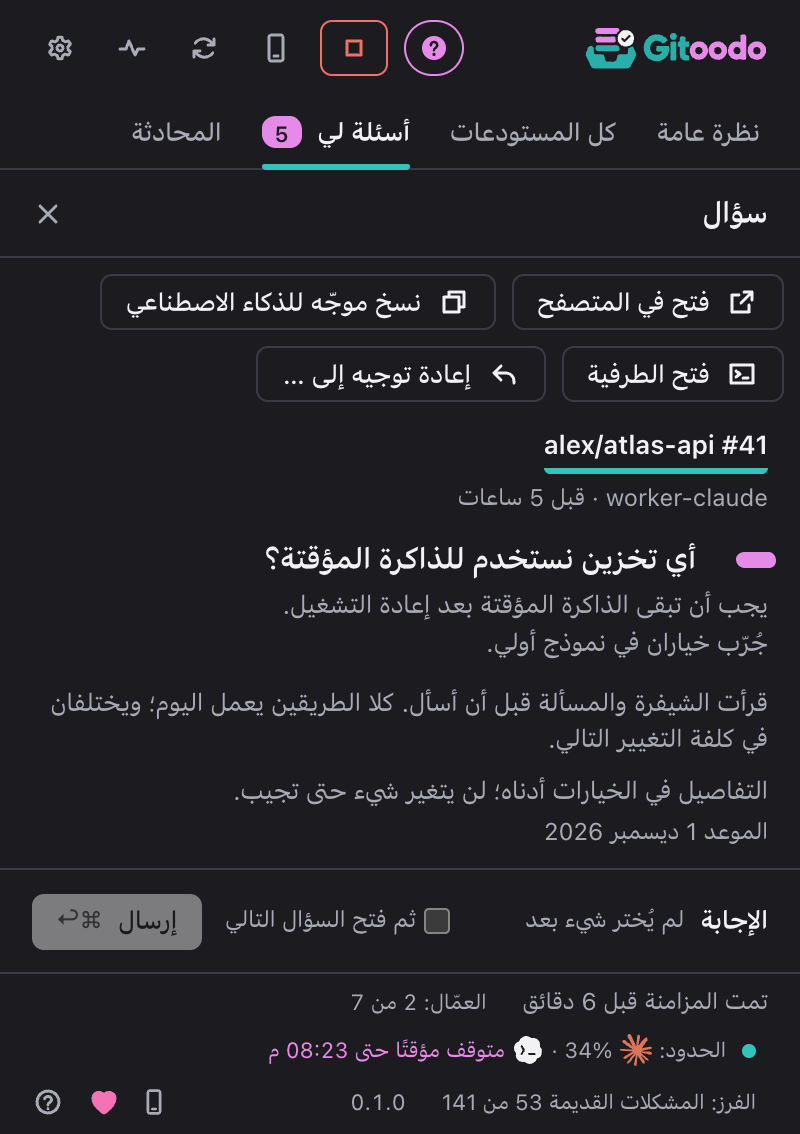 Gitoodo
نظرة عامة
كل المستودعات
أسئلة لي 5
المحادثة
سؤال
فتح في المتصفح
نسخ موجّه للذكاء الاصطناعي
فتح الطرفية
إعادة توجيه إلى ...
alex/atlas-api #41
worker-claude · قبل 5 ساعات
أي تخزين نستخدم للذاكرة المؤقتة؟
يجب أن تبقى الذاكرة المؤقتة بعد إعادة التشغيل.
جُرّب خياران في نموذج أولي.
قرأت الشيفرة والمسألة قبل أن أسأل. كلا الطريقين يعمل اليوم؛ ويختلفان
في كلفة التغيير التالي.
التفاصيل في الخيارات أدناه؛ لن يتغير شيء حتى تجيب.
الموعد 1 ديسمبر 2026
الإجابة لم يُختر شيء بعد
ثم فتح السؤال التالي
إرسال ⌘↩
تمت المزامنة قبل 6 دقائق العمّال: 2 من 7
الحدود: 34% · متوقف مؤقتًا حتى 08:23 م
الفرز: المشكلات القديمة 53 من 141 0.1.0